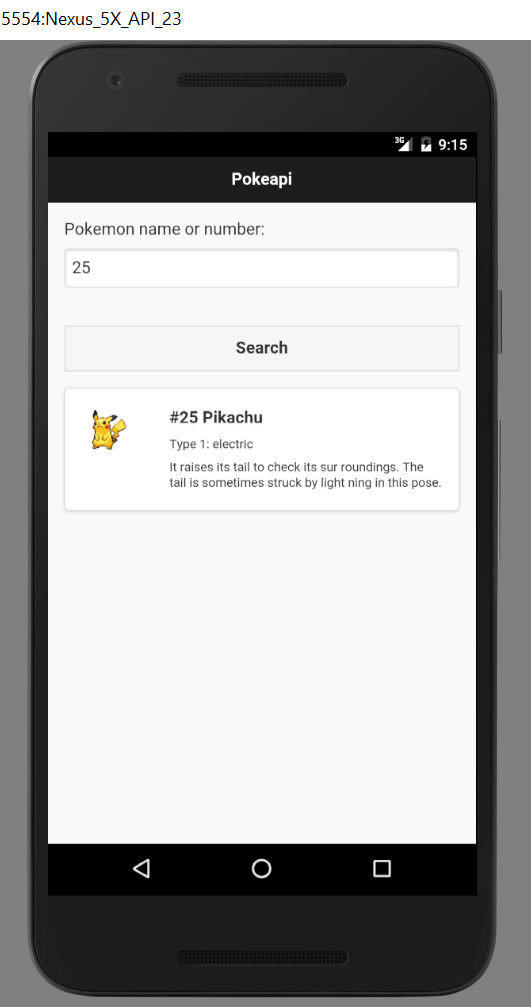 5554:Nexus_5X_API_23
3G 9:15
Pokeapi
Pokemon name or number:
25
Search
#25 Pikachu
Type 1: electric
It raises its tail to check its sur roundings. The
tail is sometimes struck by light ning in this pose.